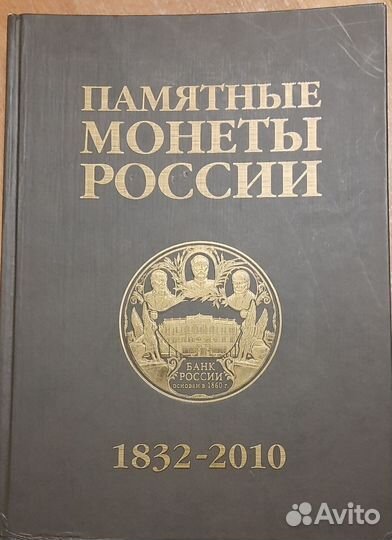 ПАМЯТНЫЕ
МОНЕТЫ
РОССИИ
БАНК
РОССИИ
ОСНОВАН В 1860 г.
1832-2010
Avito